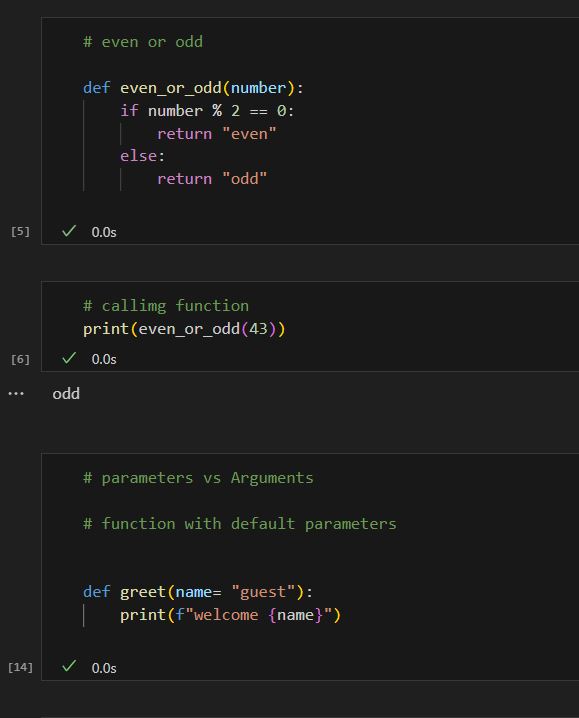 # even or odd
def even_or_odd(number):
    if number % 2 == 0:
        return "even"
    else:
        return "odd"
[5] ✓ 0.0s
# callimg function
print(even_or_odd(43))
[6] ✓ 0.0s
... odd
# parameters vs Arguments
# function with default parameters
def greet(name= "guest"):
    print(f"welcome {name}")
[14] ✓ 0.0s